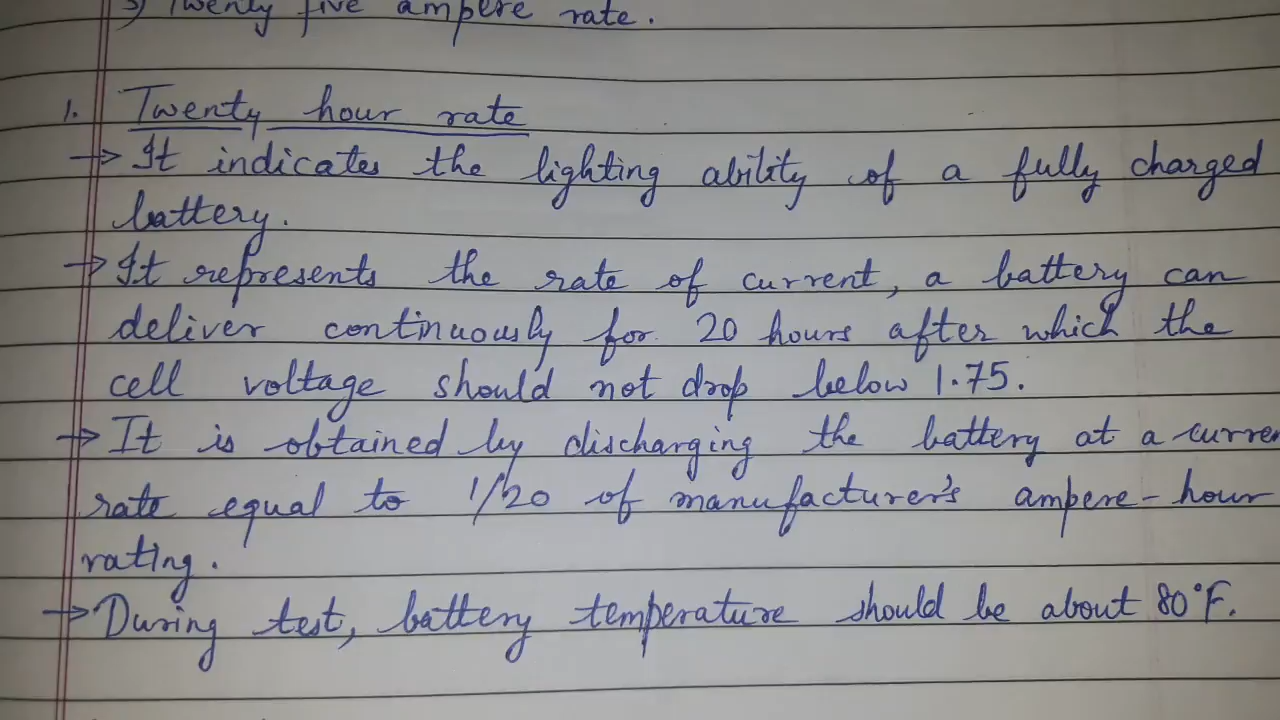 3) Twenty five ampere rate.
1. Twenty hour rate
→ It indicates the lighting ability of a fully charged
battery.
→ It represents the rate of current, a battery can
deliver continuously for 20 hours after which the
cell voltage should not drop below 1.75.
→ It is obtained by discharging the battery at a curren
rate equal to 1/20 of manufacturer's ampere-hour
rating.
→ During test, battery temperature should be about 80°F.